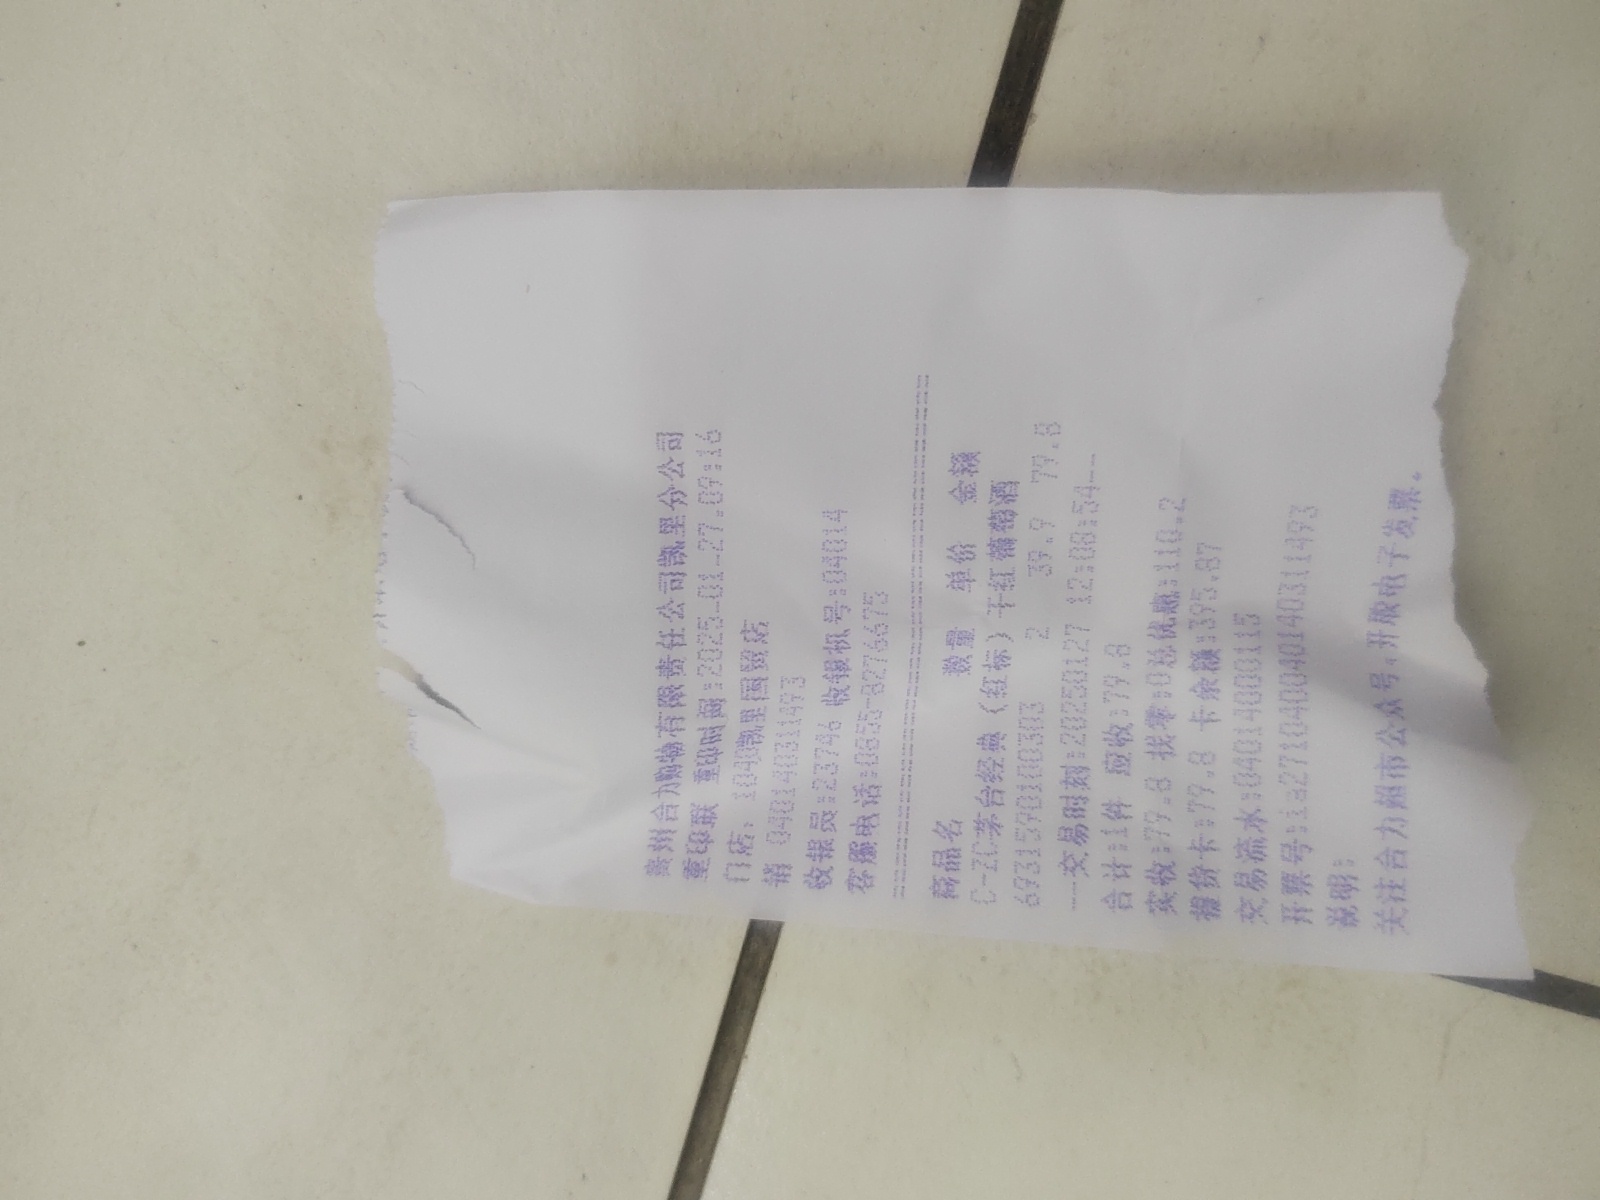 贵州合力购物有限责任公司凯里分公司
重印联 重印时间:2025-01-27.09:16
门店: 1040凯里国贸店
销 040140311493
收银员:23746 收银机号:04014
客服电话:0855-8276675
商品名 数量 单价 金额
C-ZC茅台经典(红标)干红葡萄酒
6931590100303 2 39.9 79.8
----交易时刻:20250127 12:08:54---
合计:1件 应收:79.8
实收:79.8 找零:0总优惠:110.2
提货卡:79.8 卡余额:395.87
交易流水:0401400O115
开票号:1a271040040140311493
说明:
关注合力超市公众号,开取电子发票。